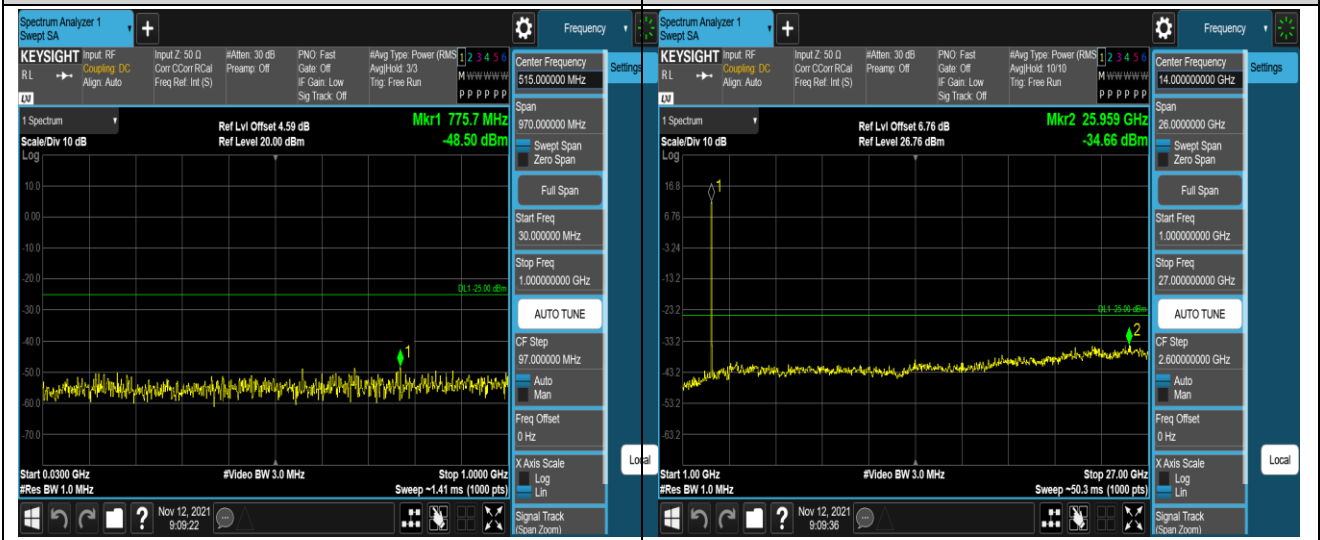 Spectrum Analyzer 1
Swept SA
+
Frequency
KEYSIGHT
RL
LXI
Input: RF
Coupling: DC
Align: Auto
Input Z: 50 Ω
Corr CCorr RCal
Freq Ref: Int (S)
#Atten: 30 dB
Preamp: Off
PNO: Fast
Gate: Off
IF Gain: Low
Sig Track: Off
#Avg Type: Power (RMS
Avg|Hold: 3/3
Trig: Free Run
1 2 3 4 5 6
M W W W W W
P P P P P P
1 Spectrum
Scale/Div 10 dB
Log
Ref Lvl Offset 4.59 dB
Ref Level 20.00 dBm
Mkr1 775.7 MHz
-48.50 dBm
10.0
0.00
-10.0
-20.0
-30.0
-40.0
-50.0
-60.0
-70.0
DL1 -25.00 dBm
1
Start 0.0300 GHz
#Res BW 1.0 MHz
#Video BW 3.0 MHz
Stop 1.0000 GHz
Sweep ~1.41 ms (1000 pts)
Center Frequency
515.000000 MHz
Settings
Span
970.000000 MHz
Swept Span
Zero Span
Full Span
Start Freq
30.000000 MHz
Stop Freq
1.000000000 GHz
AUTO TUNE
CF Step
97.000000 MHz
Auto
Man
Freq Offset
0 Hz
X Axis Scale
Log
Lin
Local
Signal Track
(Span Zoom)
?
Nov 12, 2021
9:09:22
Spectrum Analyzer 1
Swept SA
+
Frequency
KEYSIGHT
RL
LXI
Input: RF
Coupling: DC
Align: Auto
Input Z: 50 Ω
Corr CCorr RCal
Freq Ref: Int (S)
#Atten: 30 dB
Preamp: Off
PNO: Fast
Gate: Off
IF Gain: Low
Sig Track: Off
#Avg Type: Power (RMS
Avg|Hold: 10/10
Trig: Free Run
1 2 3 4 5 6
M W W W W W
P P P P P P
1 Spectrum
Scale/Div 10 dB
Log
Ref Lvl Offset 6.76 dB
Ref Level 26.76 dBm
Mkr2 25.959 GHz
-34.66 dBm
16.8
6.76
-3.24
-13.2
-23.2
-33.2
-43.2
-53.2
-63.2
1
DL1 -25.00 dBm
2
Start 1.00 GHz
#Res BW 1.0 MHz
#Video BW 3.0 MHz
Stop 27.00 GHz
Sweep ~50.3 ms (1000 pts)
Center Frequency
14.000000000 GHz
Settings
Span
26.0000000 GHz
Swept Span
Zero Span
Full Span
Start Freq
1.000000000 GHz
Stop Freq
27.000000000 GHz
AUTO TUNE
CF Step
2.600000000 GHz
Auto
Man
Freq Offset
0 Hz
X Axis Scale
Log
Lin
Local
Signal Track
(Span Zoom)
?
Nov 12, 2021
9:09:36